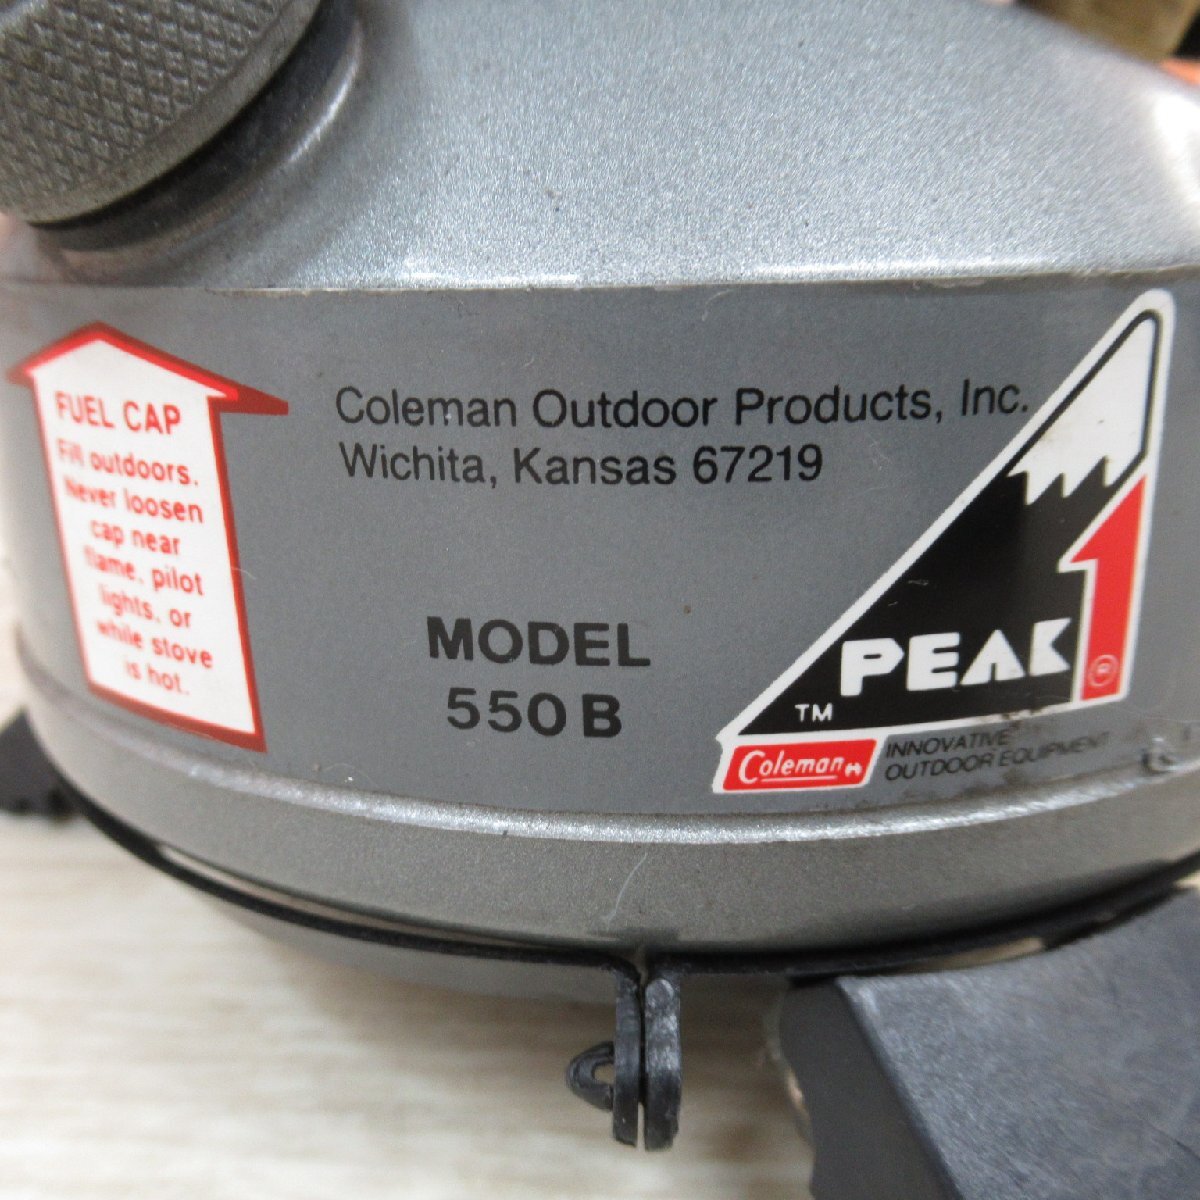 FUEL CAP
Fill outdoors.
Never loosen
cap near
flame, pilot
lights, or
while stove
is hot.
Coleman Outdoor Products, Inc.
Wichita, Kansas 67219
MODEL
550B
PEAK 1 ®
TM
Coleman
INNOVATIVE
OUTDOOR EQUIPMENT